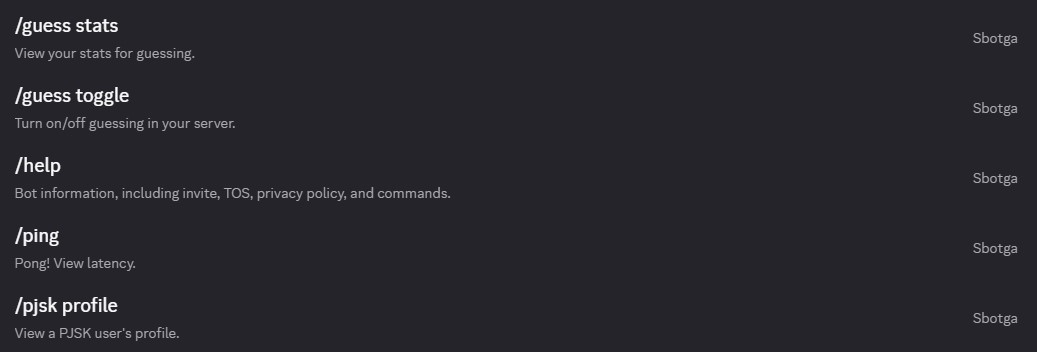 /guess stats
Sbotga
View your stats for guessing.
/guess toggle
Sbotga
Turn on/off guessing in your server.
/help
Sbotga
Bot information, including invite, TOS, privacy policy, and commands.
/ping
Sbotga
Pong! View latency.
/pjsk profile
Sbotga
View a PJSK user's profile.